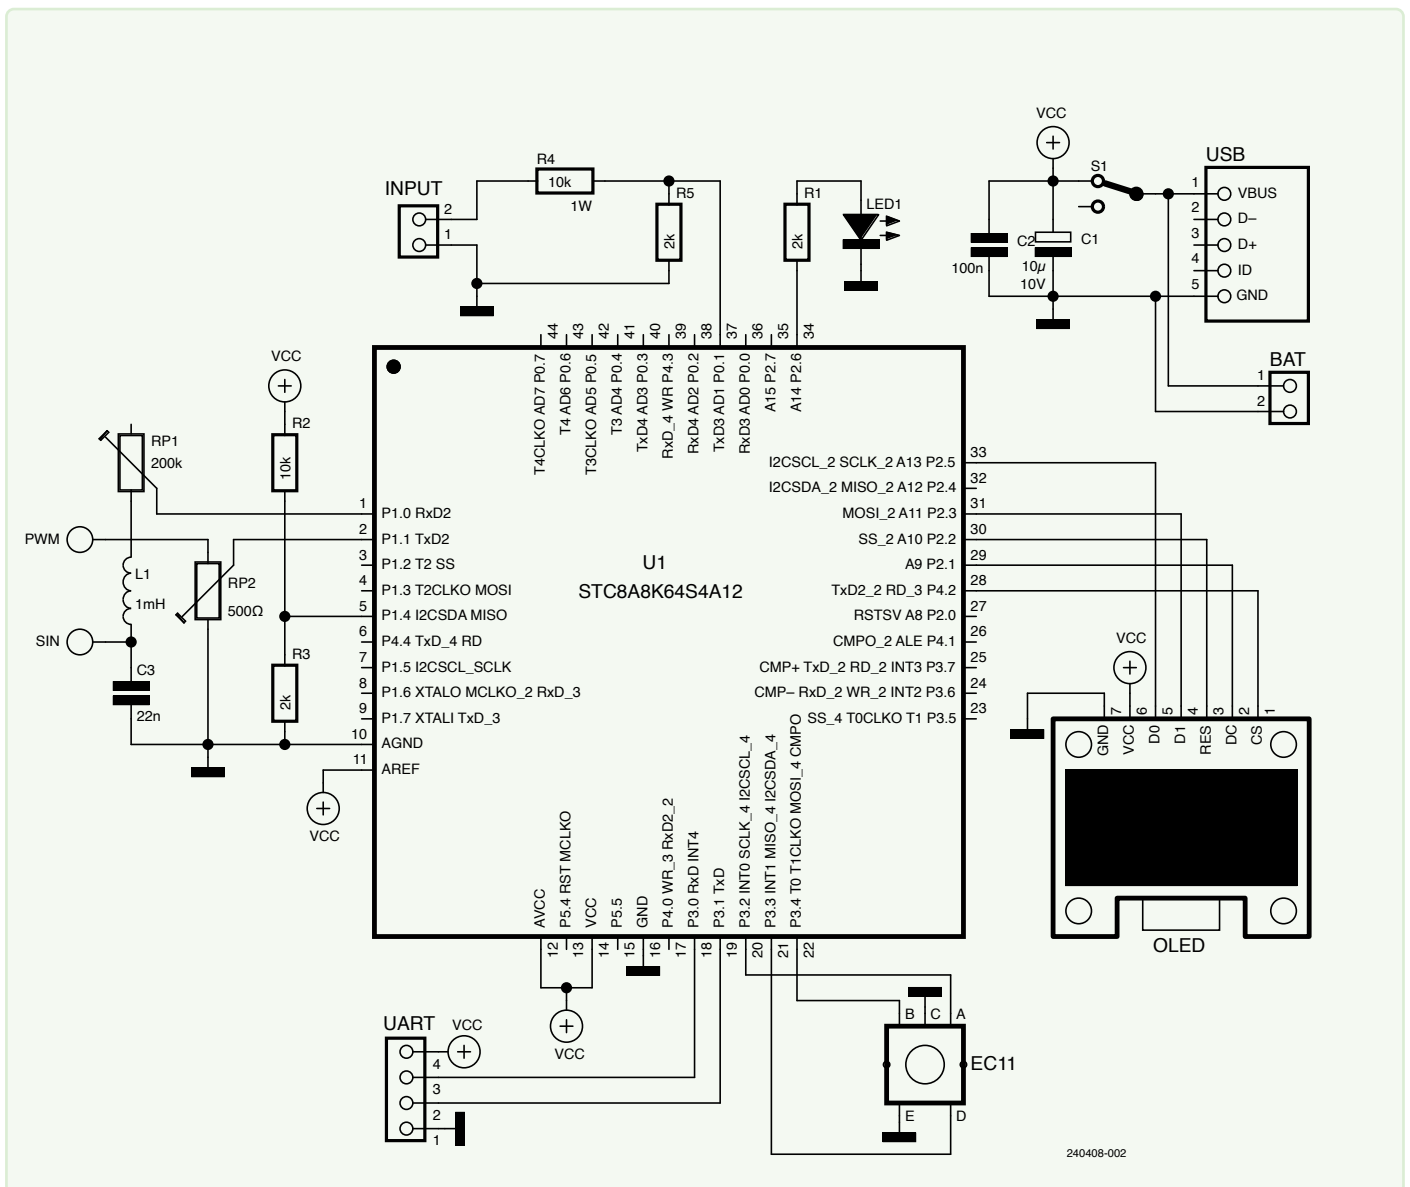 VCC
USB
S1
1 VBUS
2 D–
3 D+
4 ID
5 GND
C2
100n
C1
10µ
10V
BAT
1
2
INPUT
2
1
R4
10k
1W
R5
2k
R1
2k
LED1
44 43 42 41 40 39 38 37 36 35 34
T4CLKO AD7 P0.7
T4 AD6 P0.6
T3CLKO AD5 P0.5
T3 AD4 P0.4
TxD4 AD3 P0.3
RxD_4 WR P4.3
RxD4 AD2 P0.2
TxD3 AD1 P0.1
RxD3 AD0 P0.0
A15 P2.7
A14 P2.6
VCC
R2
10k
RP1
200k
PWM
L1
1mH
RP2
500Ω
SIN
C3
22n
R3
2k
VCC
1 P1.0 RxD2
2 P1.1 TxD2
3 P1.2 T2 SS
4 P1.3 T2CLKO MOSI
5 P1.4 I2CSDA MISO
6 P4.4 TxD_4 RD
7 P1.5 I2CSCL_SCLK
8 P1.6 XTALO MCLKO_2 RxD_3
9 P1.7 XTALI TxD_3
10 AGND
11 AREF
U1
STC8A8K64S4A12
I2CSCL_2 SCLK_2 A13 P2.5 33
I2CSDA_2 MISO_2 A12 P2.4 32
MOSI_2 A11 P2.3 31
SS_2 A10 P2.2 30
A9 P2.1 29
TxD2_2 RD_3 P4.2 28
RSTSV A8 P2.0 27
CMPO_2 ALE P4.1 26
CMP+ TxD_2 RD_2 INT3 P3.7 25
CMP– RxD_2 WR_2 INT2 P3.6 24
SS_4 T0CLKO T1 P3.5 23
AVCC
P5.4 RST MCLKO
VCC
P5.5
GND
P4.0 WR_3 RxD2_2
P3.0 RxD INT4
P3.1 TxD
P3.2 INT0 SCLK_4 I2CSCL_4
P3.3 INT1 MISO_4 I2CSDA_4
P3.4 T0 T1CLKO MOSI_4 CMPO
12 13 14 15 16 17 18 19 20 21 22
VCC
VCC
GND
7 VCC
6 D0
5 D1
4 RES
3 DC
2 CS
1
OLED
UART
VCC
4
3
2
1
B C A
EC11
E D
240408-002